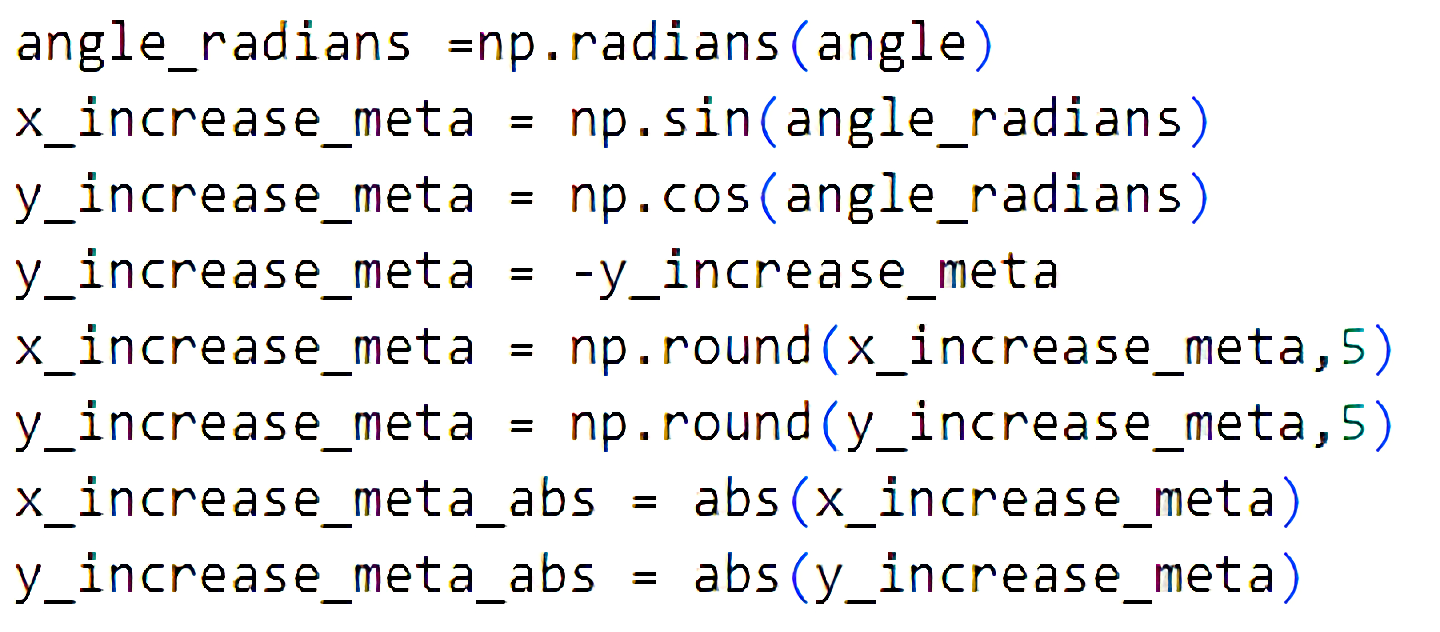 angle_radians =np.radians(angle)
x_increase_meta = np.sin(angle_radians)
y_increase_meta = np.cos(angle_radians)
y_increase_meta = -y_increase_meta
x_increase_meta = np.round(x_increase_meta,5)
y_increase_meta = np.round(y_increase_meta,5)
x_increase_meta_abs = abs(x_increase_meta)
y_increase_meta_abs = abs(y_increase_meta)